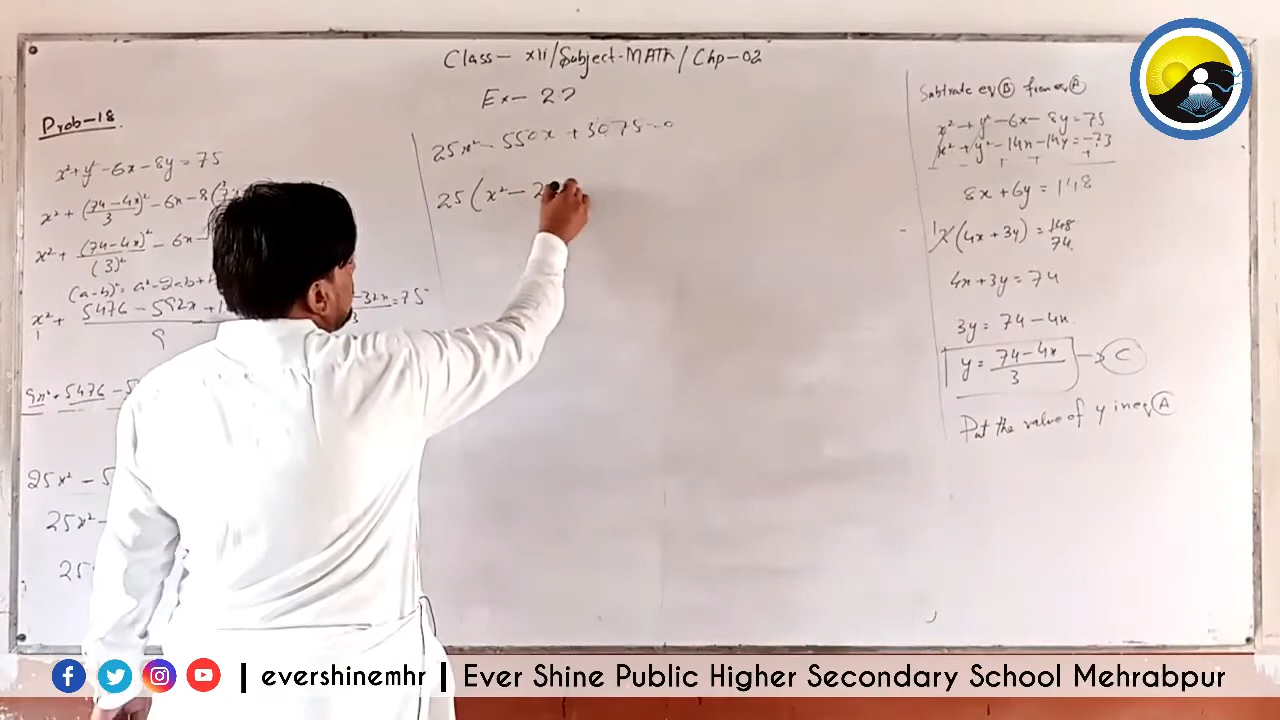 Class- XII/Subject-MATH/Chp-02
Ex- 2
Prob-18
x²+y²-6x-8y=75
x² + (74-4x/3)² -6x-8(
x² + (74-4x)²/(3)² - 6x-
(a-b)² = a²-2ab+
x²/1 + 5476-592x+1 /9 -32x/3 = 75
9x² + 5476 - 5
25x² - 5
25x²-
25
25x² - 550x + 3075=0
25(x²- 2
Subtrate eq (B) from eq (A)
x² + y² -6x- 8y = 75
x² + y² -14x-14y = -73
- - + + +
8x + 6y = 148
2(4x+3y) = 148
74
4x+3y = 74
3y = 74-4x
y = 74-4x/3 → (C)
Put the value of y in eq (A)
evershinemhr | Ever Shine Public Higher Secondary School Mehrabpur